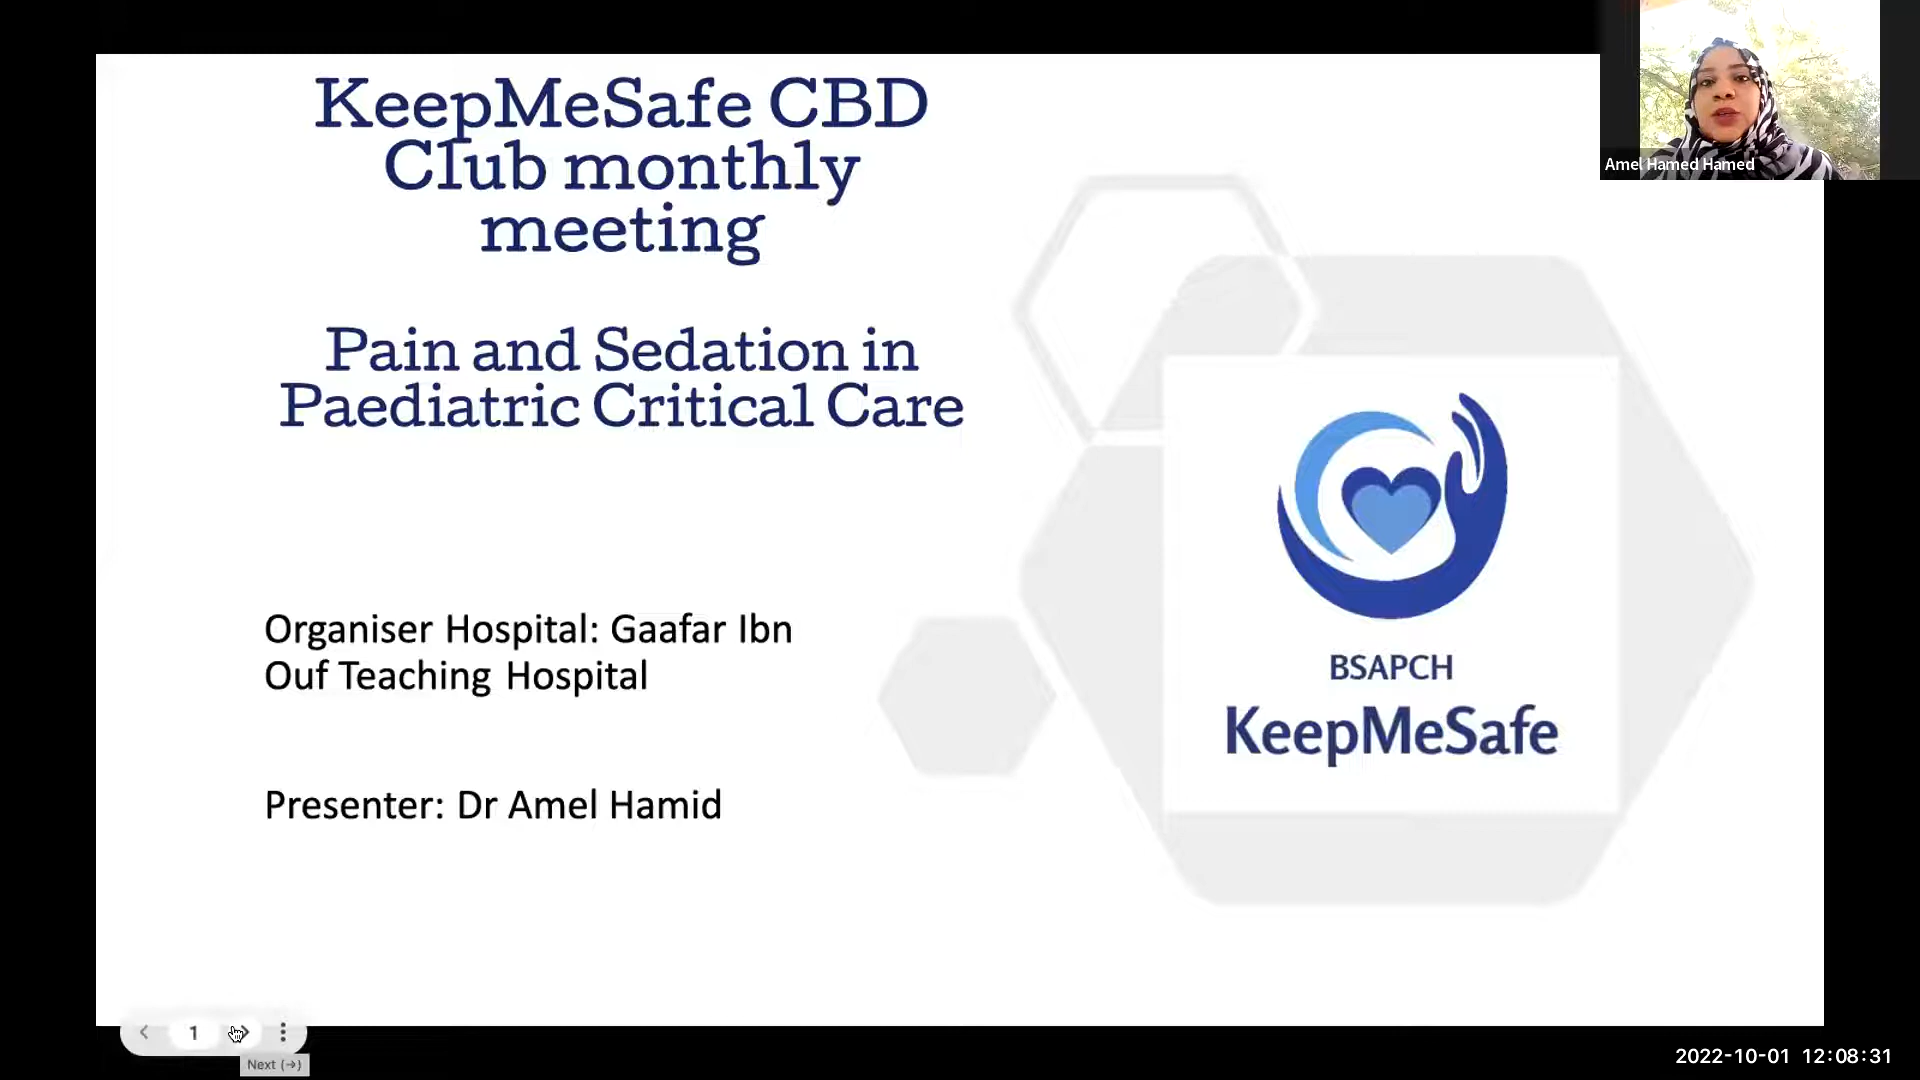 KeepMeSafe CBD
Club monthly
meeting
Pain and Sedation in
Paediatric Critical Care
Organiser Hospital: Gaafar Ibn
Ouf Teaching Hospital
Presenter: Dr Amel Hamid
BSAPCH
KeepMeSafe
Amel Hamed Hamed
1
Next (→)
2022-10-01 12:08:31